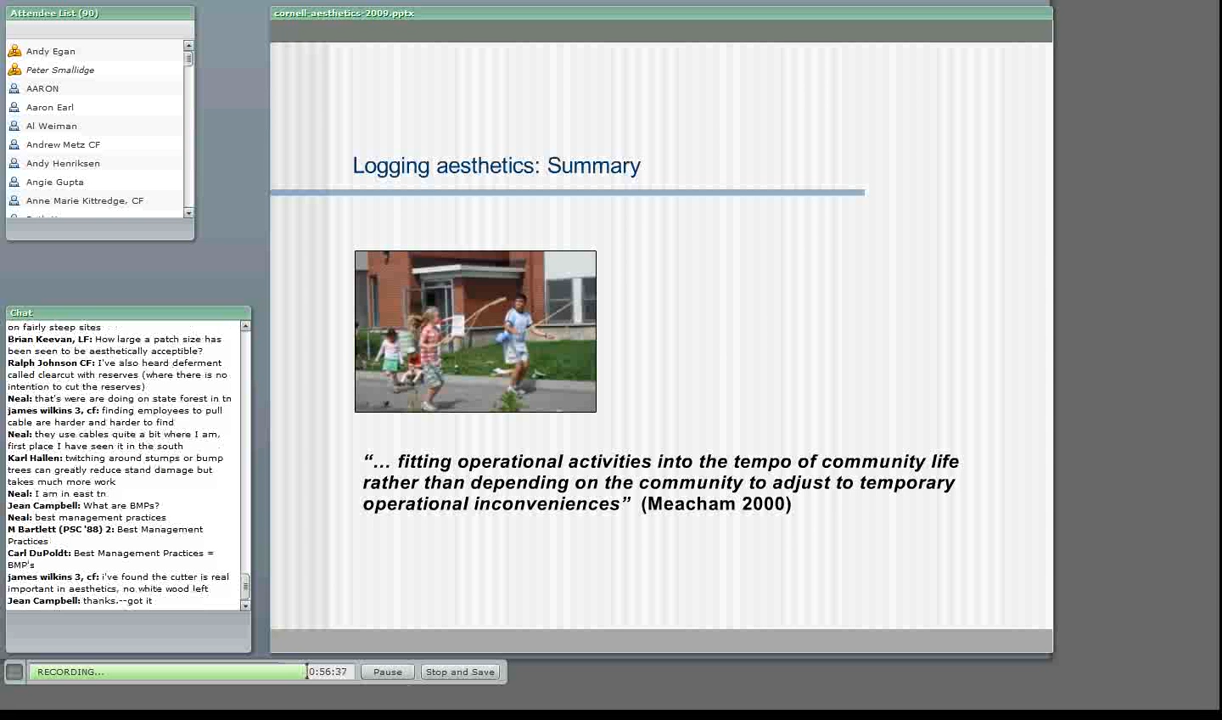 Attendee List (90)
Andy Egan
Peter Smallidge
AARON
Aaron Earl
Al Weiman
Andrew Metz CF
Andy Henriksen
Angie Gupta
Anne Marie Kittredge, CF
Chat
on fairly steep sites
Brian Keevan, LF: How large a patch size has
been seen to be aesthetically acceptible?
Ralph Johnson CF: I've also heard deferment
called clearcut with reserves (where there is no
intention to cut the reserves)
Neal: that's were are doing on state forest in tn
james wilkins 3, cf: finding employees to pull
cable are harder and harder to find
Neal: they use cables quite a bit where I am,
first place I have seen it in the south
Karl Hallen: twitching around stumps or bump
trees can greatly reduce stand damage but
takes much more work
Neal: I am in east tn.
Jean Campbell: What are BMPs?
Neal: best management practices
M Bartlett (PSC '88) 2: Best Management
Practices
Carl DuPoldt: Best Management Practices =
BMP's
james wilkins 3, cf: i've found the cutter is real
important in aesthetics, no white wood left
Jean Campbell: thanks.--got it
cornell-aesthetics-2009.pptx
Logging aesthetics: Summary
“… fitting operational activities into the tempo of community life
rather than depending on the community to adjust to temporary
operational inconveniences” (Meacham 2000)
RECORDING... 0:56:37 Pause Stop and Save